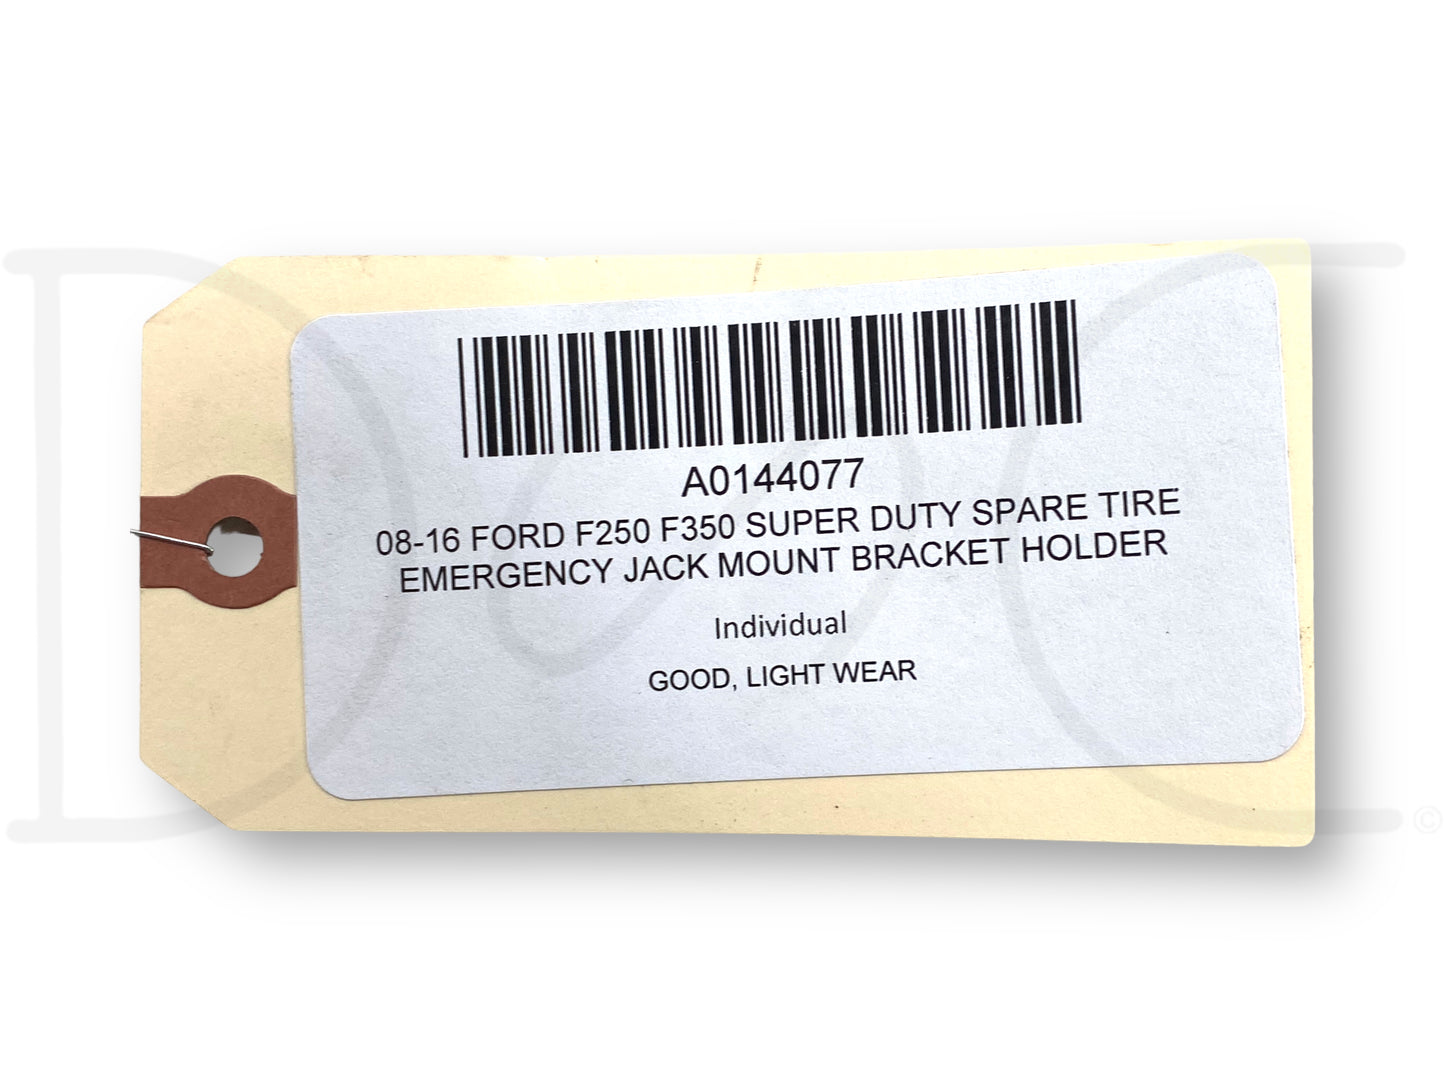 A0144077
08-16 FORD F250 F350 SUPER DUTY SPARE TIRE
EMERGENCY JACK MOUNT BRACKET HOLDER
Individual
GOOD, LIGHT WEAR
©